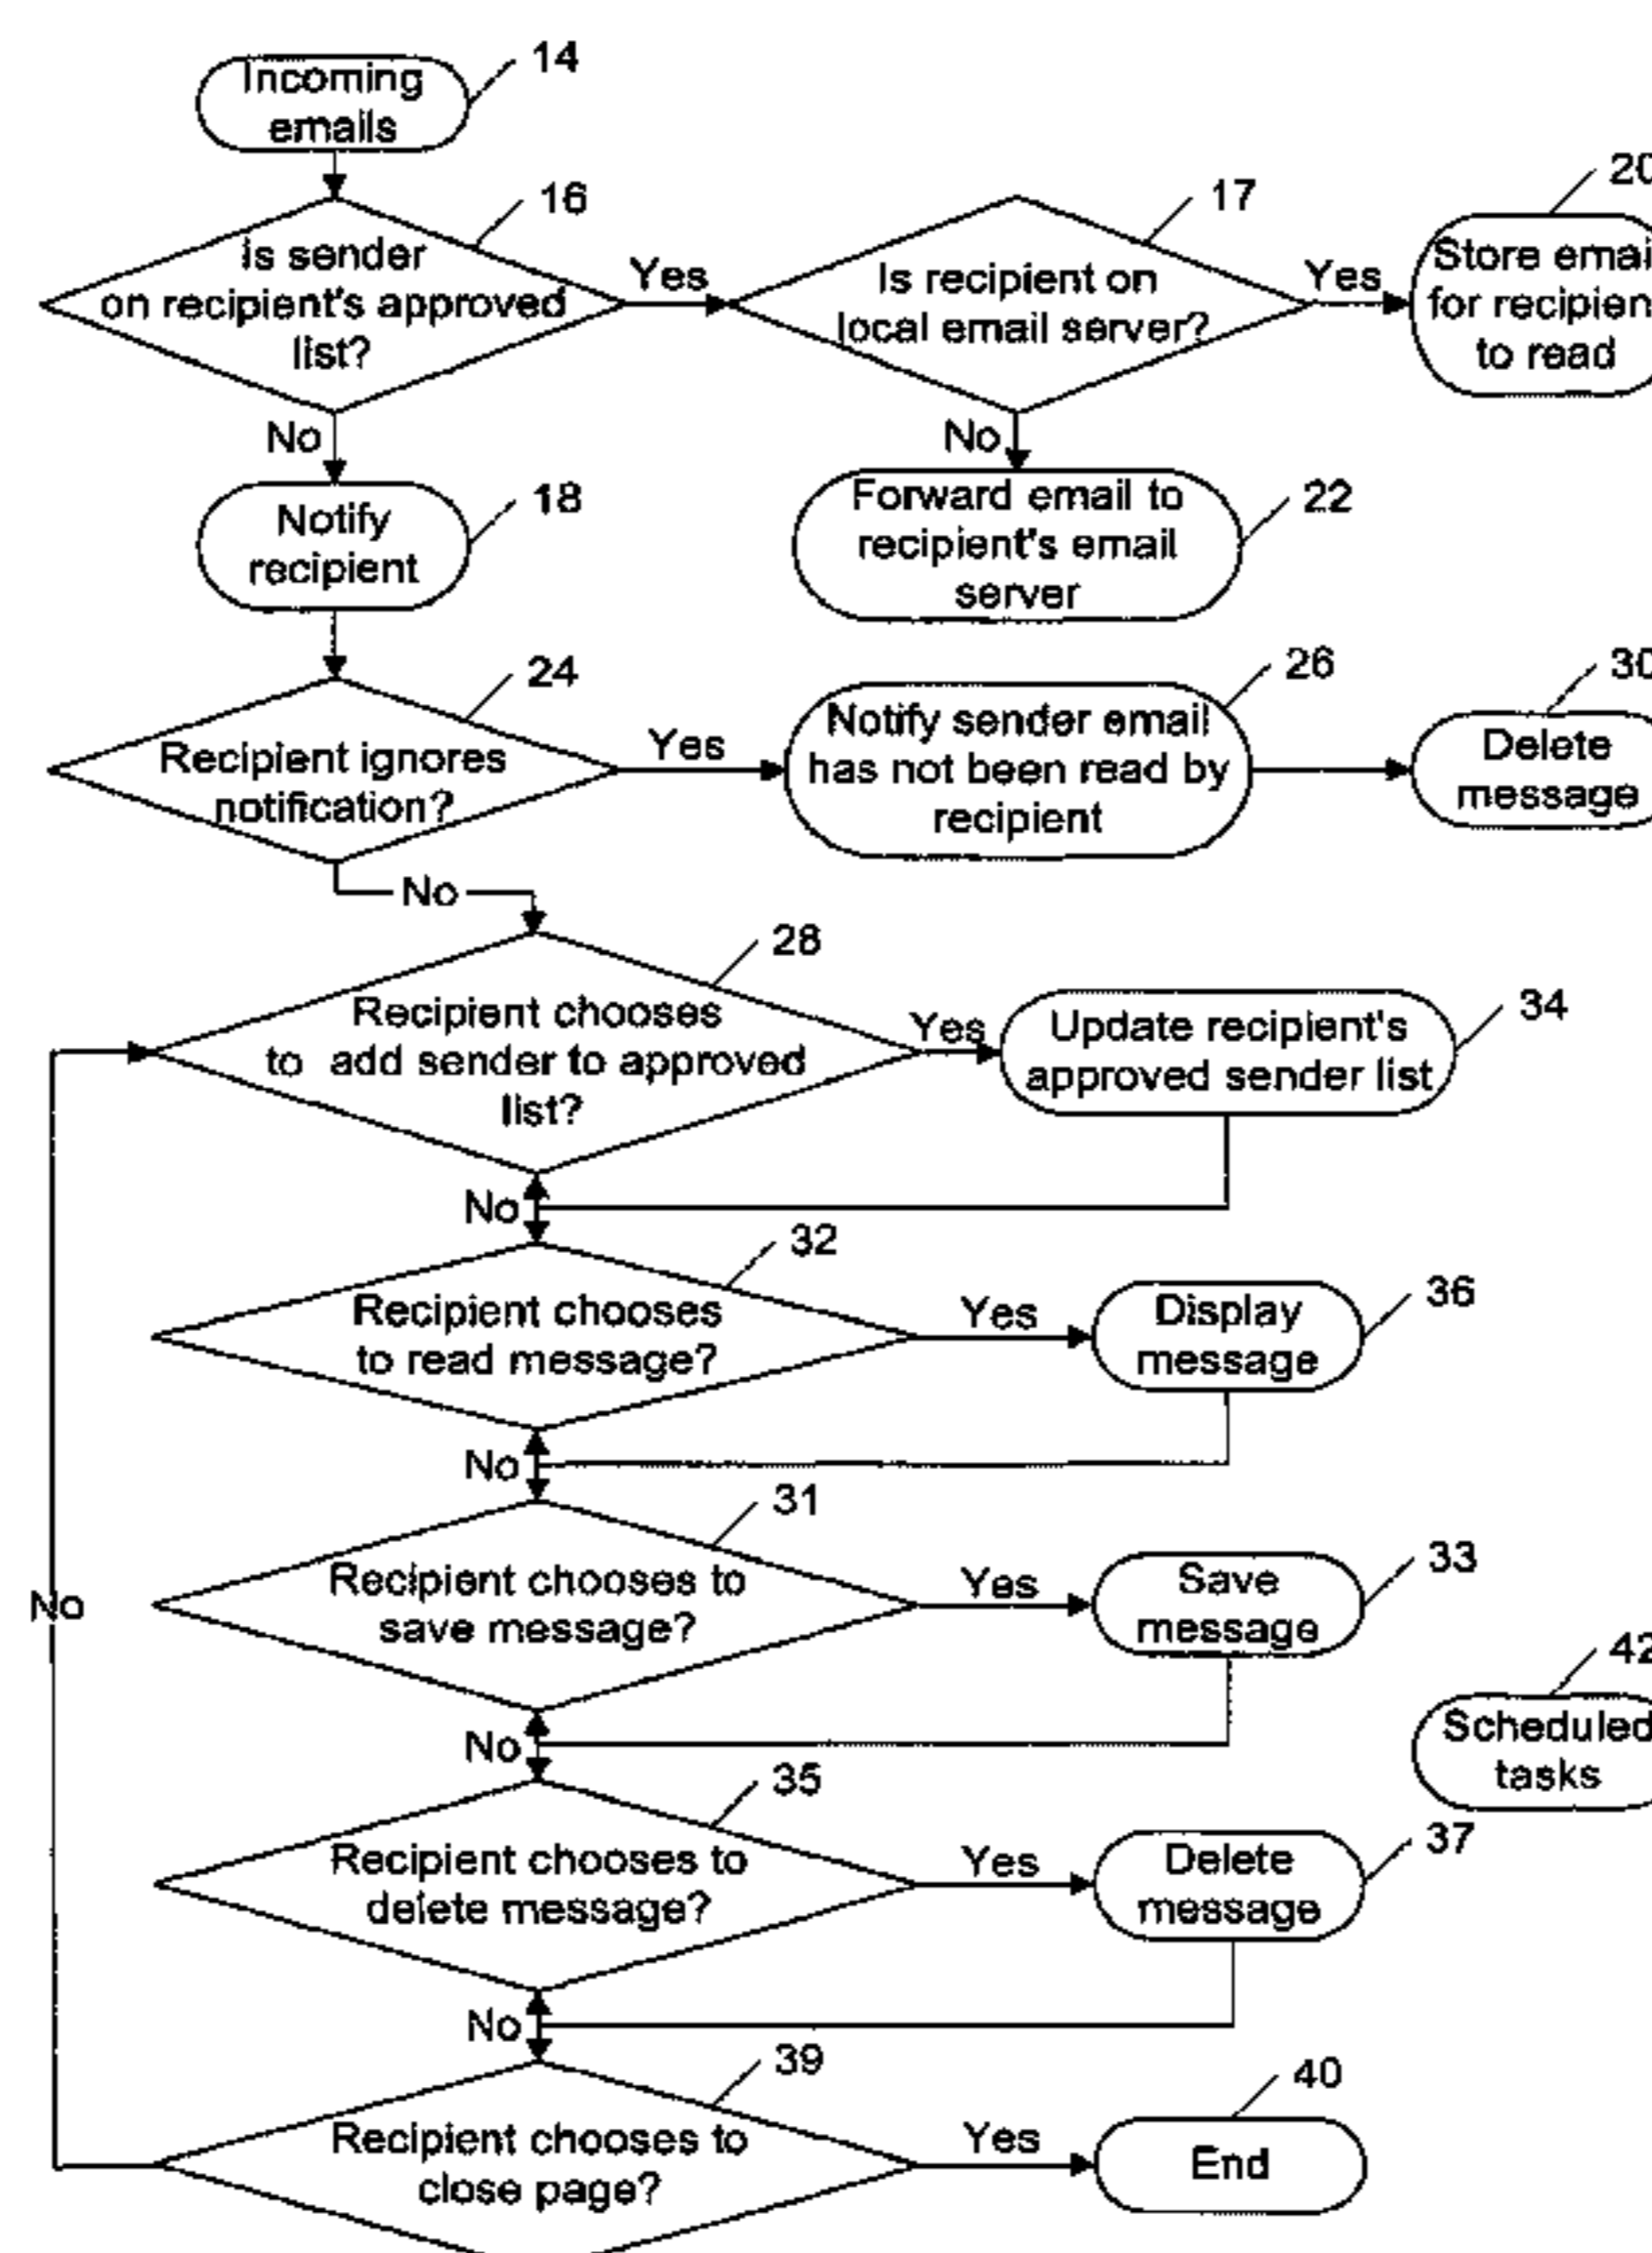 14
Incoming
emails
16
Is sender
on recipient's approved
list?
Yes
17
Is recipient on
local email server?
Yes
20
Store email
for recipient
to read
No
No
18
Notify
recipient
Forward email to
recipient's email
server
22
24
Recipient ignores
notification?
Yes
26
Notify sender email
has not been read by
recipient
30
Delete
message
No
28
Recipient chooses
to add sender to approved
list?
Yes
34
Update recipient's
approved sender list
No
32
Recipient chooses
to read message?
Yes
Display
message
36
No
31
Recipient chooses to
save message?
Yes
Save
message
33
No
No
42
Scheduled
tasks
35
Recipient chooses to
delete message?
Yes
Delete
message
37
No
39
Recipient chooses to
close page?
Yes
40
End